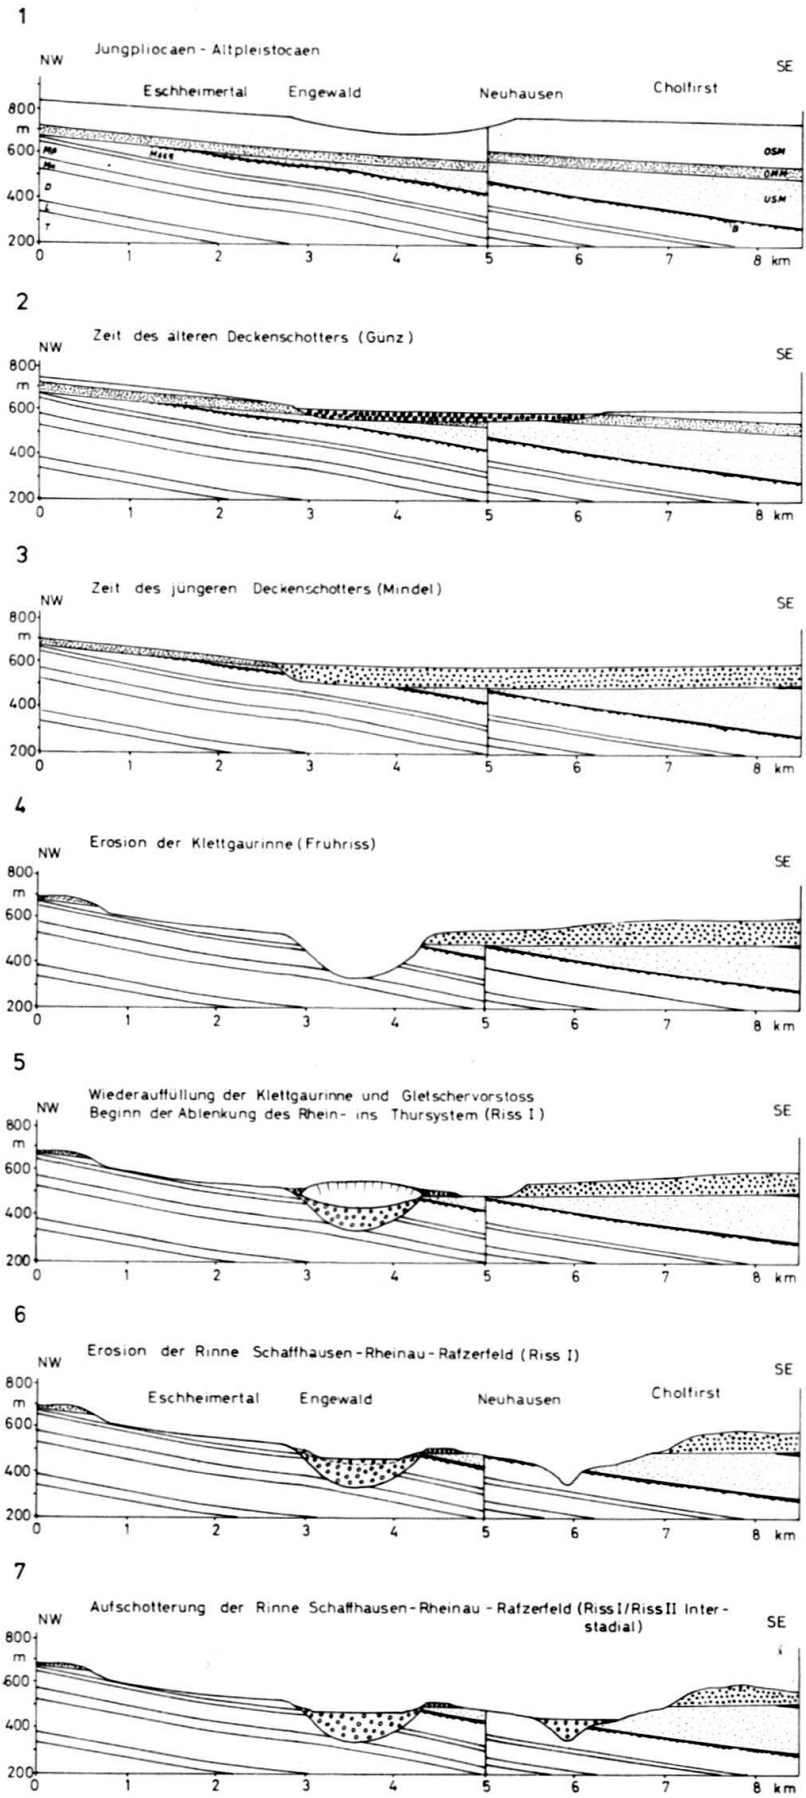 1
Jungpliocaen - Altpleistocaen
NW SE
Eschheimertal Engewald Neuhausen Cholfirst
800
m
600
400
200
OSM
OMM
USM
D
L
T
B
0 1 2 3 4 5 6 7 8 km
2
Zeit des älteren Deckenschotters (Günz)
NW SE
800
m
600
400
200
0 1 2 3 4 5 6 7 8 km
3
Zeit des jüngeren Deckenschotters (Mindel)
NW SE
800
m
600
400
200
0 1 2 3 4 5 6 7 8 km
4
Erosion der Klettgaurinne (Frühriss)
NW SE
800
m
600
400
200
0 1 2 3 4 5 6 7 8 km
5
Wiederauffüllung der Klettgaurinne und Gletschervorstoss
Beginn der Ablenkung des Rhein- ins Thursystem (Riss I)
NW SE
800
m
600
400
200
0 1 2 3 4 5 6 7 8 km
6
Erosion der Rinne Schaffhausen-Rheinau-Rafzerfeld (Riss I)
NW SE
Eschheimertal Engewald Neuhausen Cholfirst
800
m
600
400
200
0 1 2 3 4 5 6 7 8 km
7
Aufschotterung der Rinne Schaffhausen-Rheinau-Rafzerfeld (Riss I/Riss II Inter-
stadial)
NW SE
800
m
600
400
200
0 1 2 3 4 5 6 7 8 km